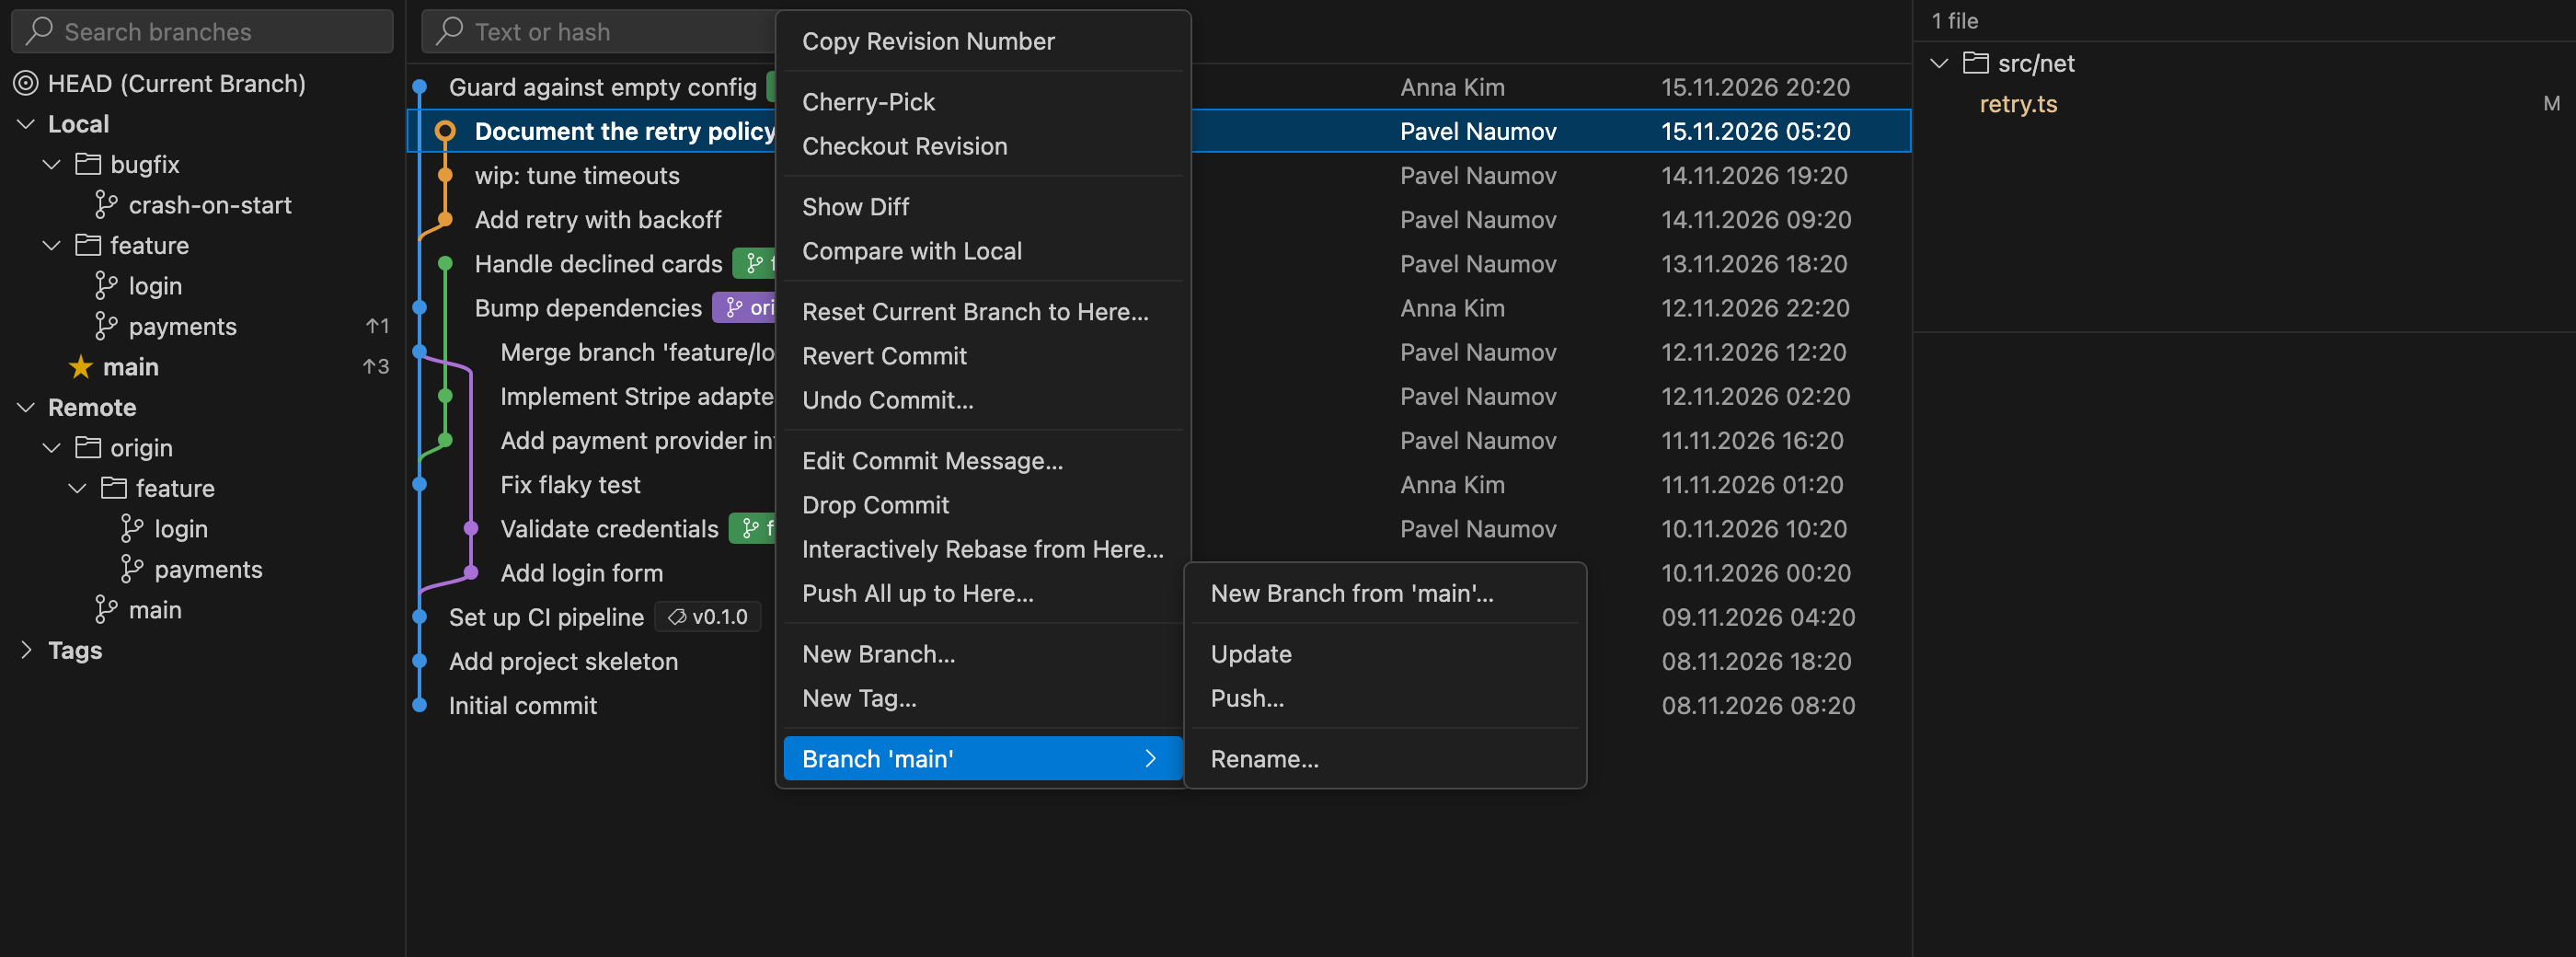 Search branches
HEAD (Current Branch)
Local
bugfix
crash-on-start
feature
login
payments ↑1
main ↑3
Remote
origin
feature
login
payments
main
Tags
Text or hash
Guard against empty config Anna Kim 15.11.2026 20:20
Document the retry policy Pavel Naumov 15.11.2026 05:20
wip: tune timeouts Pavel Naumov 14.11.2026 19:20
Add retry with backoff Pavel Naumov 14.11.2026 09:20
Handle declined cards Pavel Naumov 13.11.2026 18:20
Bump dependencies ori Anna Kim 12.11.2026 22:20
Merge branch 'feature/lo Pavel Naumov 12.11.2026 12:20
Implement Stripe adapte Pavel Naumov 12.11.2026 02:20
Add payment provider in Pavel Naumov 11.11.2026 16:20
Fix flaky test Anna Kim 11.11.2026 01:20
Validate credentials f Pavel Naumov 10.11.2026 10:20
Add login form 10.11.2026 00:20
Set up CI pipeline v0.1.0 09.11.2026 04:20
Add project skeleton 08.11.2026 18:20
Initial commit 08.11.2026 08:20
Copy Revision Number
Cherry-Pick
Checkout Revision
Show Diff
Compare with Local
Reset Current Branch to Here...
Revert Commit
Undo Commit...
Edit Commit Message...
Drop Commit
Interactively Rebase from Here...
Push All up to Here...
New Branch...
New Tag...
Branch 'main'
New Branch from 'main'...
Update
Push...
Rename...
1 file
src/net
retry.ts M